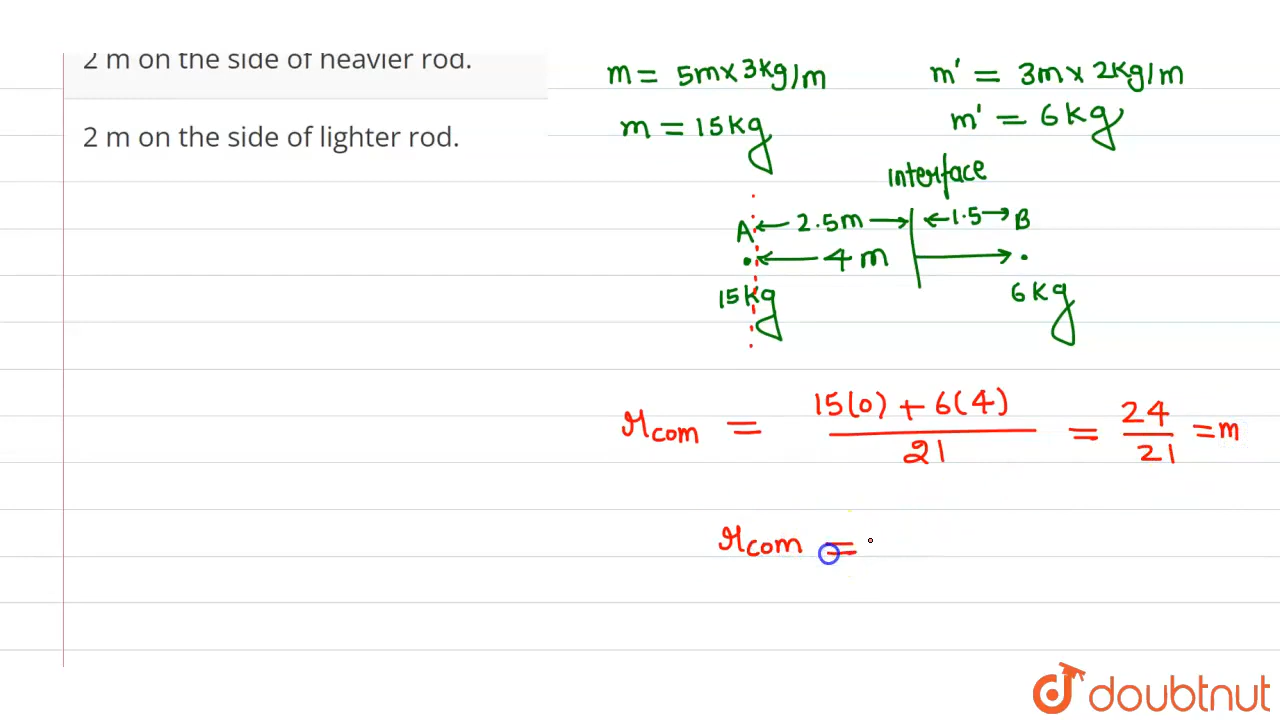 2 m on the side of heavier rod.
2 m on the side of lighter rod.
m = 5m x 3kg/m
m = 15kg
m' = 3m x 2kg/m
m' = 6kg
interface
A ← 2.5m → ←1.5→ B
4 m
15kg
6kg
rcom = 15(0) + 6(4) / 21 = 24 / 21 = m
rcom =
doubtnut